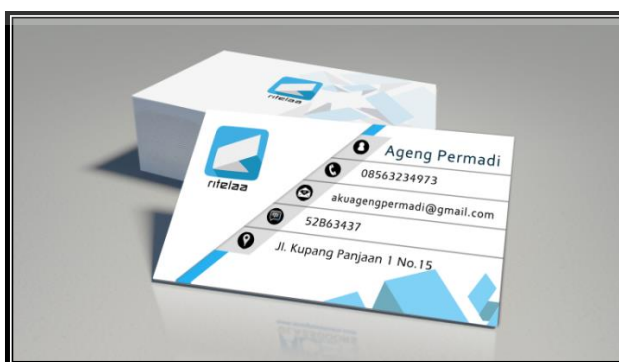 ritelaa
ritelaa
Ageng Permadi
08563234973
akuagengpermadi@gmail.com
52B63437
Jl. Kupang Panjaan 1 No.15